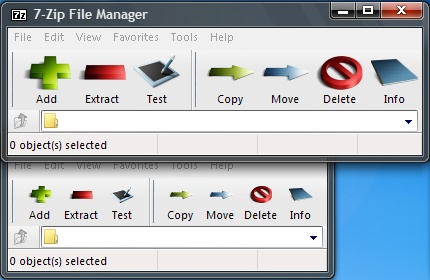 7-Zip File Manager
File Edit View Favorites Tools Help
Add Extract Test Copy Move Delete Info
0 object(s) selected
File Edit View Favorites Tools Help
Add Extract Test Copy Move Delete Info
0 object(s) selected